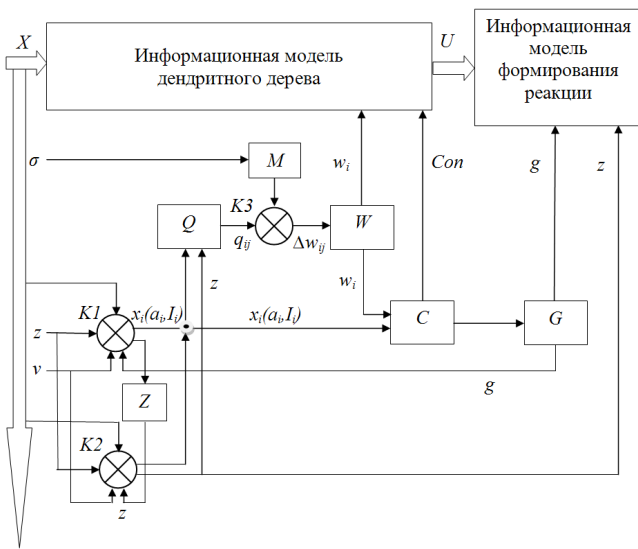 X
Информационная модель
дендритного дерева
U
Информационная
модель
формирования
реакции
σ
M
w_i
Con
g
z
Q
K3
q_ij
Δw_ij
W
z
w_i
K1
x_i(a_i,I_i)
x_i(a_i,I_i)
C
G
z
v
g
Z
K2
z